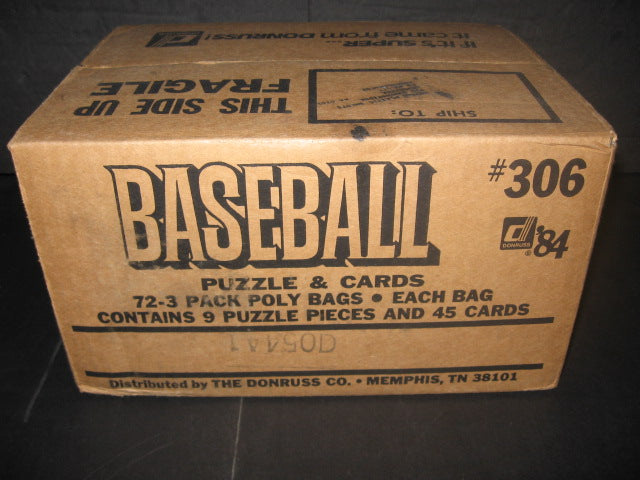 If it's SUPER...
it came from DONRUSS!
THIS SIDE UP
FRAGILE
SHIP TO:
BASEBALL
#306
DONRUSS
'84
PUZZLE & CARDS
72-3 PACK POLY BAGS • EACH BAG
CONTAINS 9 PUZZLE PIECES AND 45 CARDS
G05441
Distributed by THE DONRUSS CO. • MEMPHIS, TN 38101